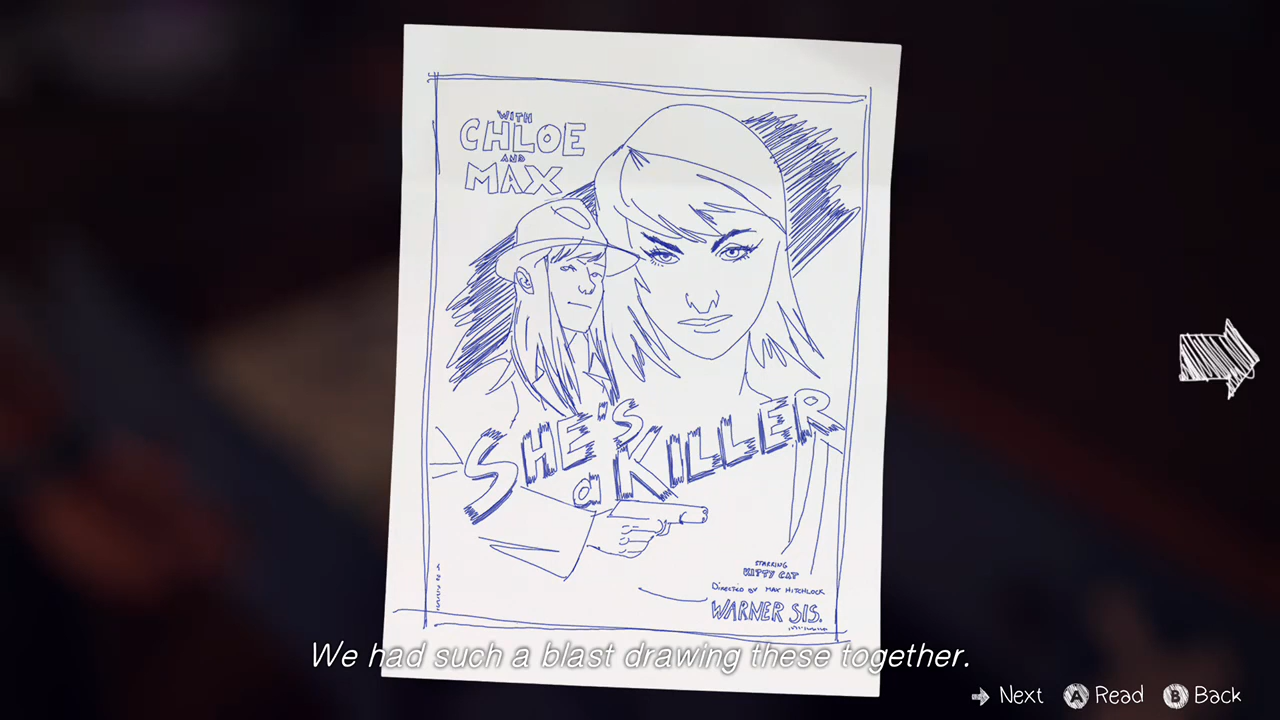 WITH
CHLOE
AND
MAX
SHE'S
a KILLER
STARRING
KITTY CAT
DIRECTED BY MAX HITCHLOCK
WARNER SIS.
We had such a blast drawing these together.
Next
A Read
B Back